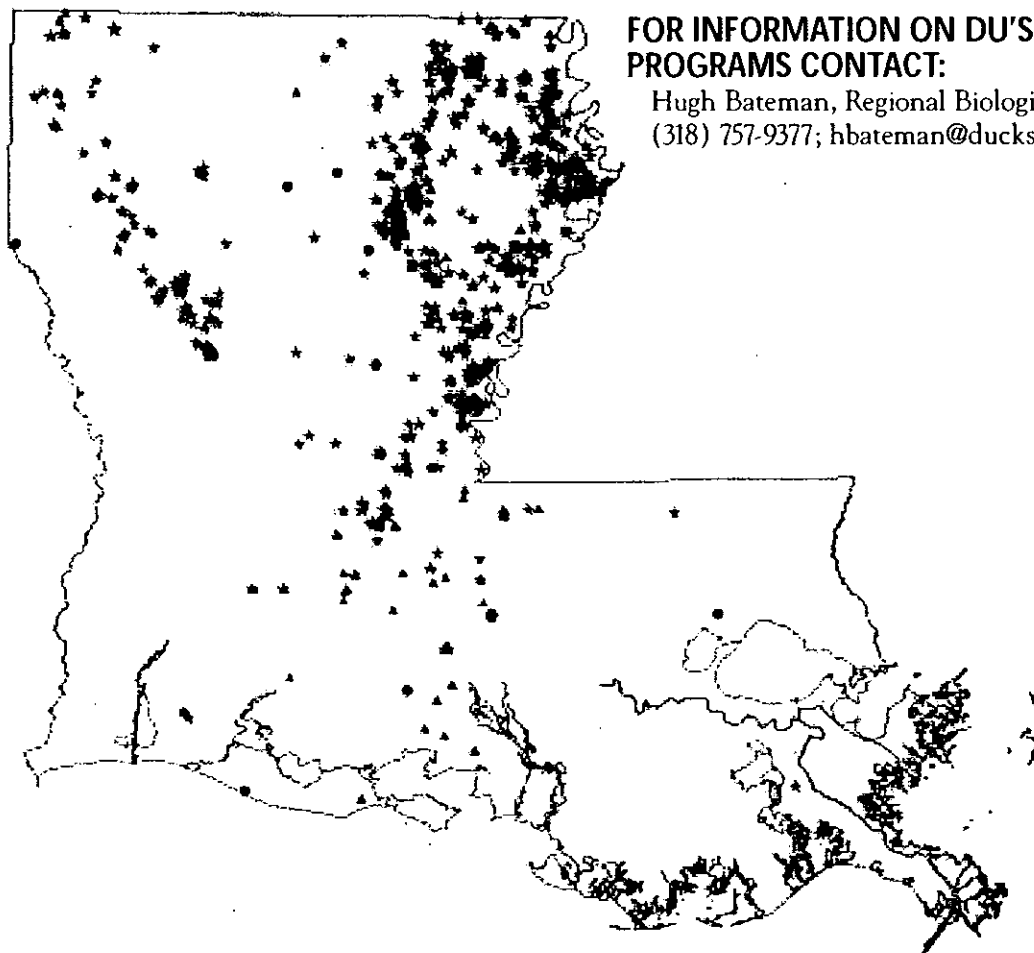 FOR INFORMATION ON DU'S
PROGRAMS CONTACT:
Hugh Bateman, Regional Biologi
(318) 757-9377; hbateman@ducks